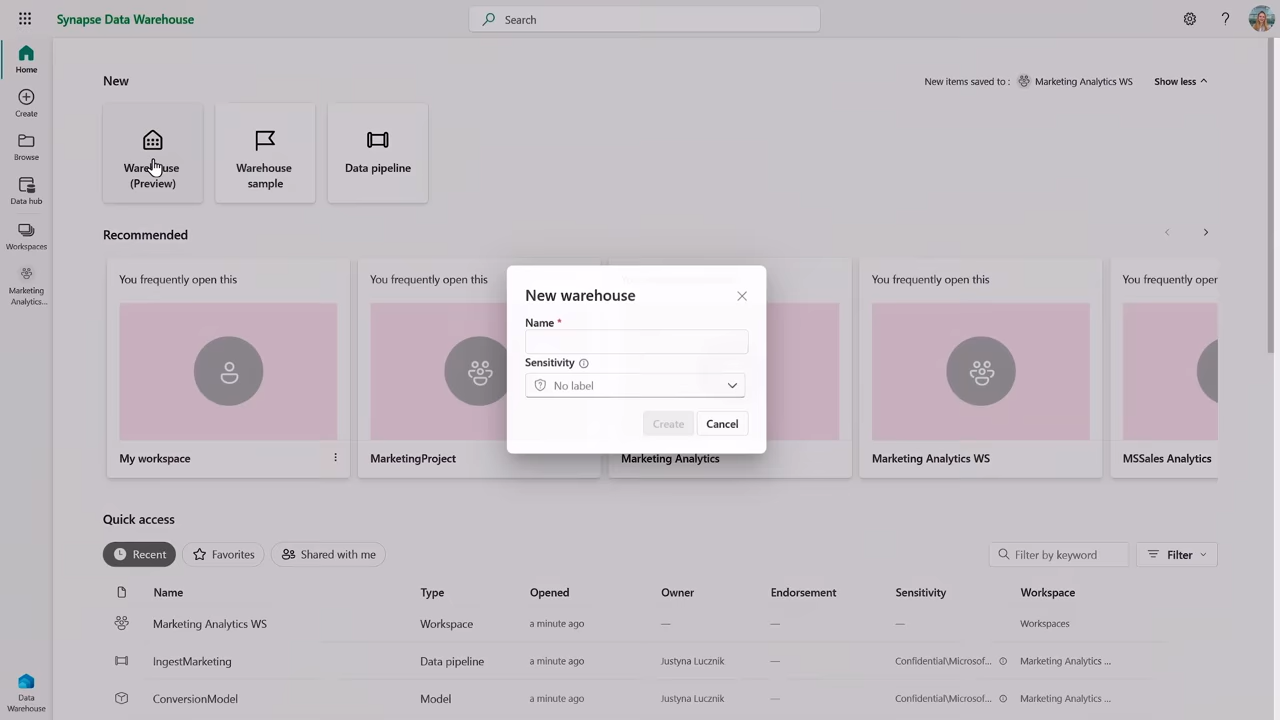 Synapse Data Warehouse
Search
Home
Create
Browse
Data hub
Workspaces
Marketing
Analytics...
Data
Warehouse
New
New items saved to :
Marketing Analytics WS
Show less
Warehouse
(Preview)
Warehouse
sample
Data pipeline
Recommended
You frequently open this
My workspace
You frequently open this
MarketingProject
Marketing Analytics
You frequently open this
Marketing Analytics WS
You frequently oper
MSSales Analytics
New warehouse
Name *
Sensitivity
No label
Create
Cancel
Quick access
Recent
Favorites
Shared with me
Filter by keyword
Filter
Name Type Opened Owner Endorsement Sensitivity Workspace
Marketing Analytics WS Workspace a minute ago — — — Workspaces
IngestMarketing Data pipeline a minute ago Justyna Lucznik — Confidential\Microsof... Marketing Analytics ...
ConversionModel Model a minute ago Justyna Lucznik — Confidential\Microsof... Marketing Analytics ...